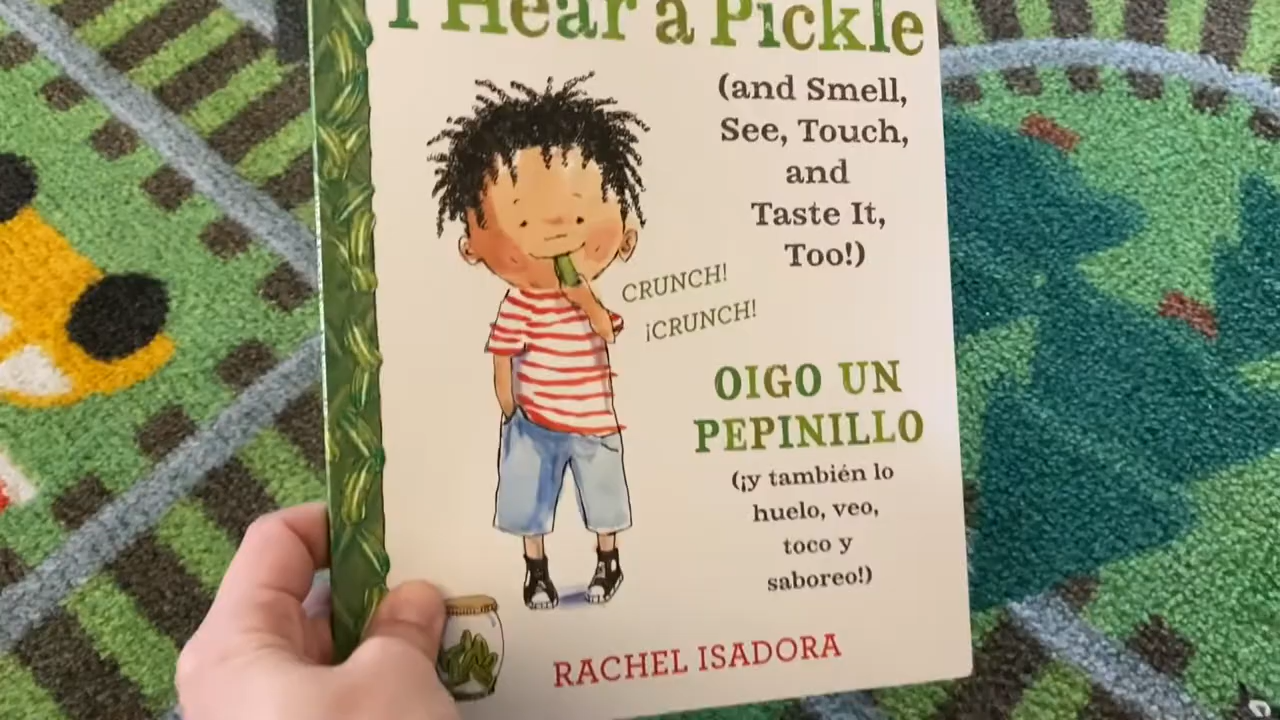 I Hear a Pickle
(and Smell,
See, Touch,
and
Taste It,
Too!)
CRUNCH!
¡CRUNCH!
OIGO UN
PEPINILLO
(¡y también lo
huelo, veo,
toco y
saboreo!)
RACHEL ISADORA